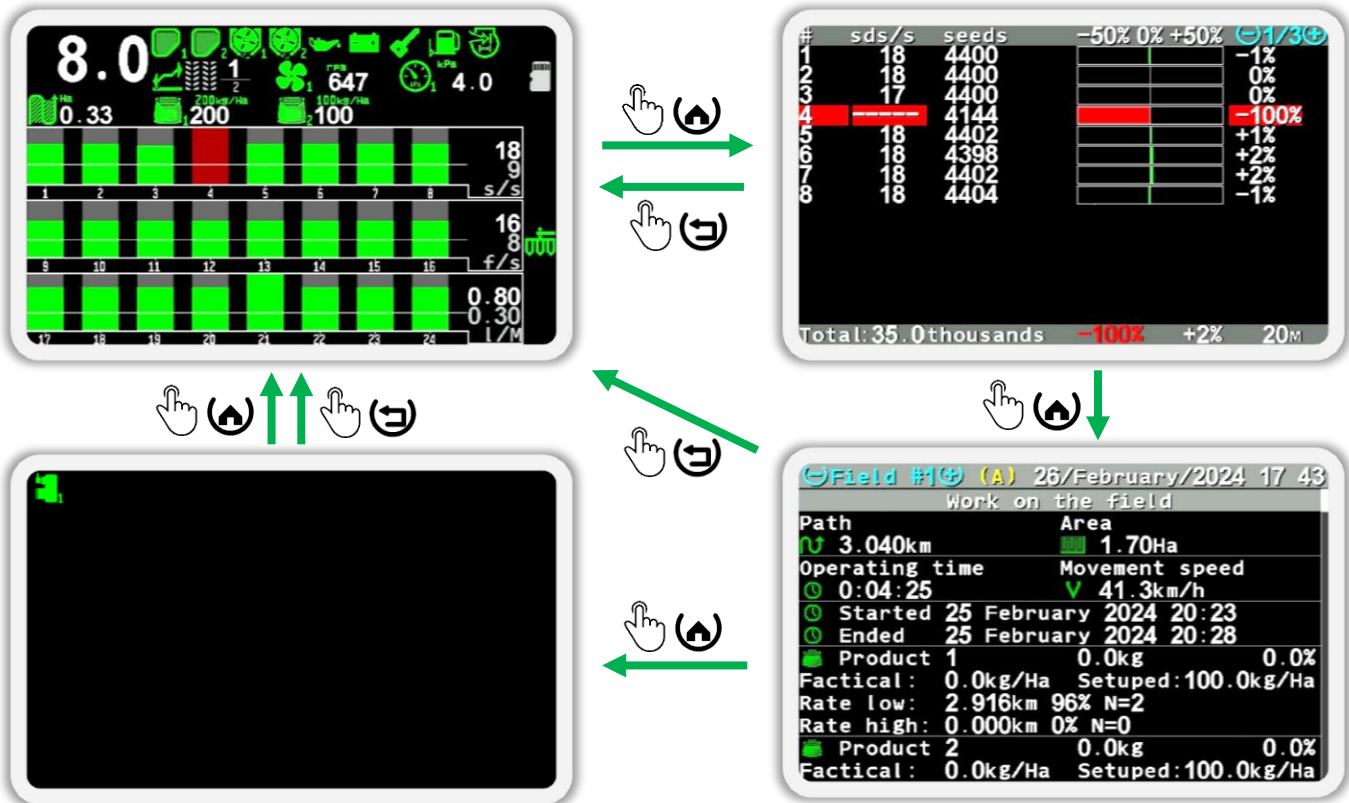 8.0 1 2 1 2
1 2 1 rpm 647 1 kPa 4.0
Ha 0.33 1 200kg/Ha 200 2 100kg/Ha 100
18
9
1 2 3 4 5 6 7 8 s/s
16
8
9 10 11 12 13 14 15 16 f/s
0.80
0.30
17 18 19 20 21 22 23 24 l/M
# sds/s seeds -50% 0% +50% (-)1/3(+)
1 18 4400 -1%
2 18 4400 0%
3 17 4400 0%
4 ----- 4144 -100%
5 18 4402 +1%
6 18 4398 +2%
7 18 4402 +2%
8 18 4404 -1%
Total:35.0thousands -100% +2% 20M
1
(-)Field #1(+) (A) 26/February/2024 17 43
Work on the field
Path Area
3.040km 1.70Ha
Operating time Movement speed
0:04:25 V 41.3km/h
Started 25 February 2024 20:23
Ended 25 February 2024 20:28
Product 1 0.0kg 0.0%
Factical: 0.0kg/Ha Setuped:100.0kg/Ha
Rate low: 2.916km 96% N=2
Rate high: 0.000km 0% N=0
Product 2 0.0kg 0.0%
Factical: 0.0kg/Ha Setuped:100.0kg/Ha